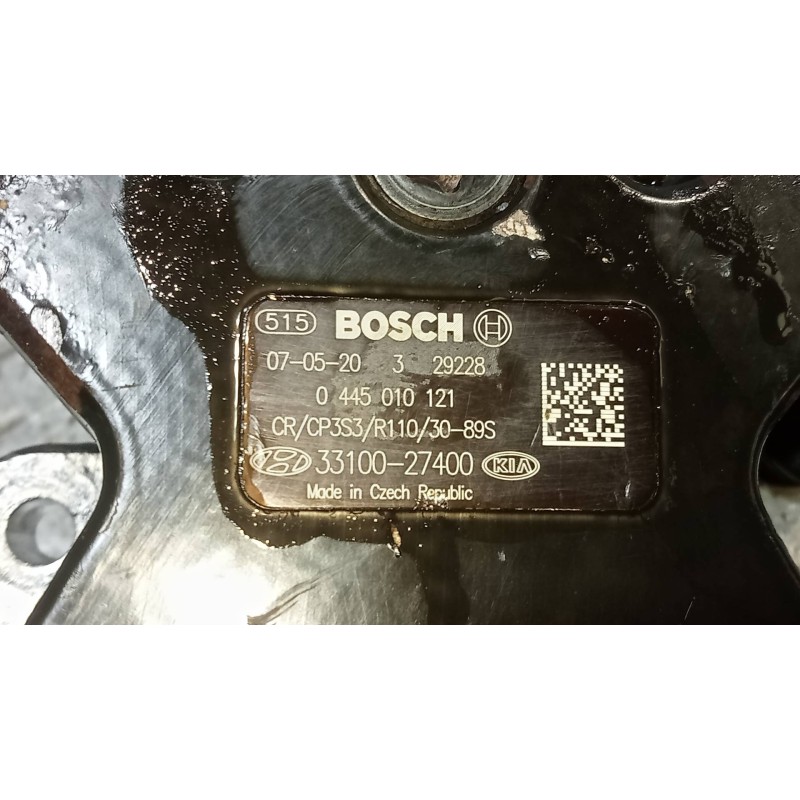 515 BOSCH
07-05-20 3 29228
0 445 010 121
CR/CP3S3/R110/30-89S
33100-27400 KIA
Made in Czech Republic